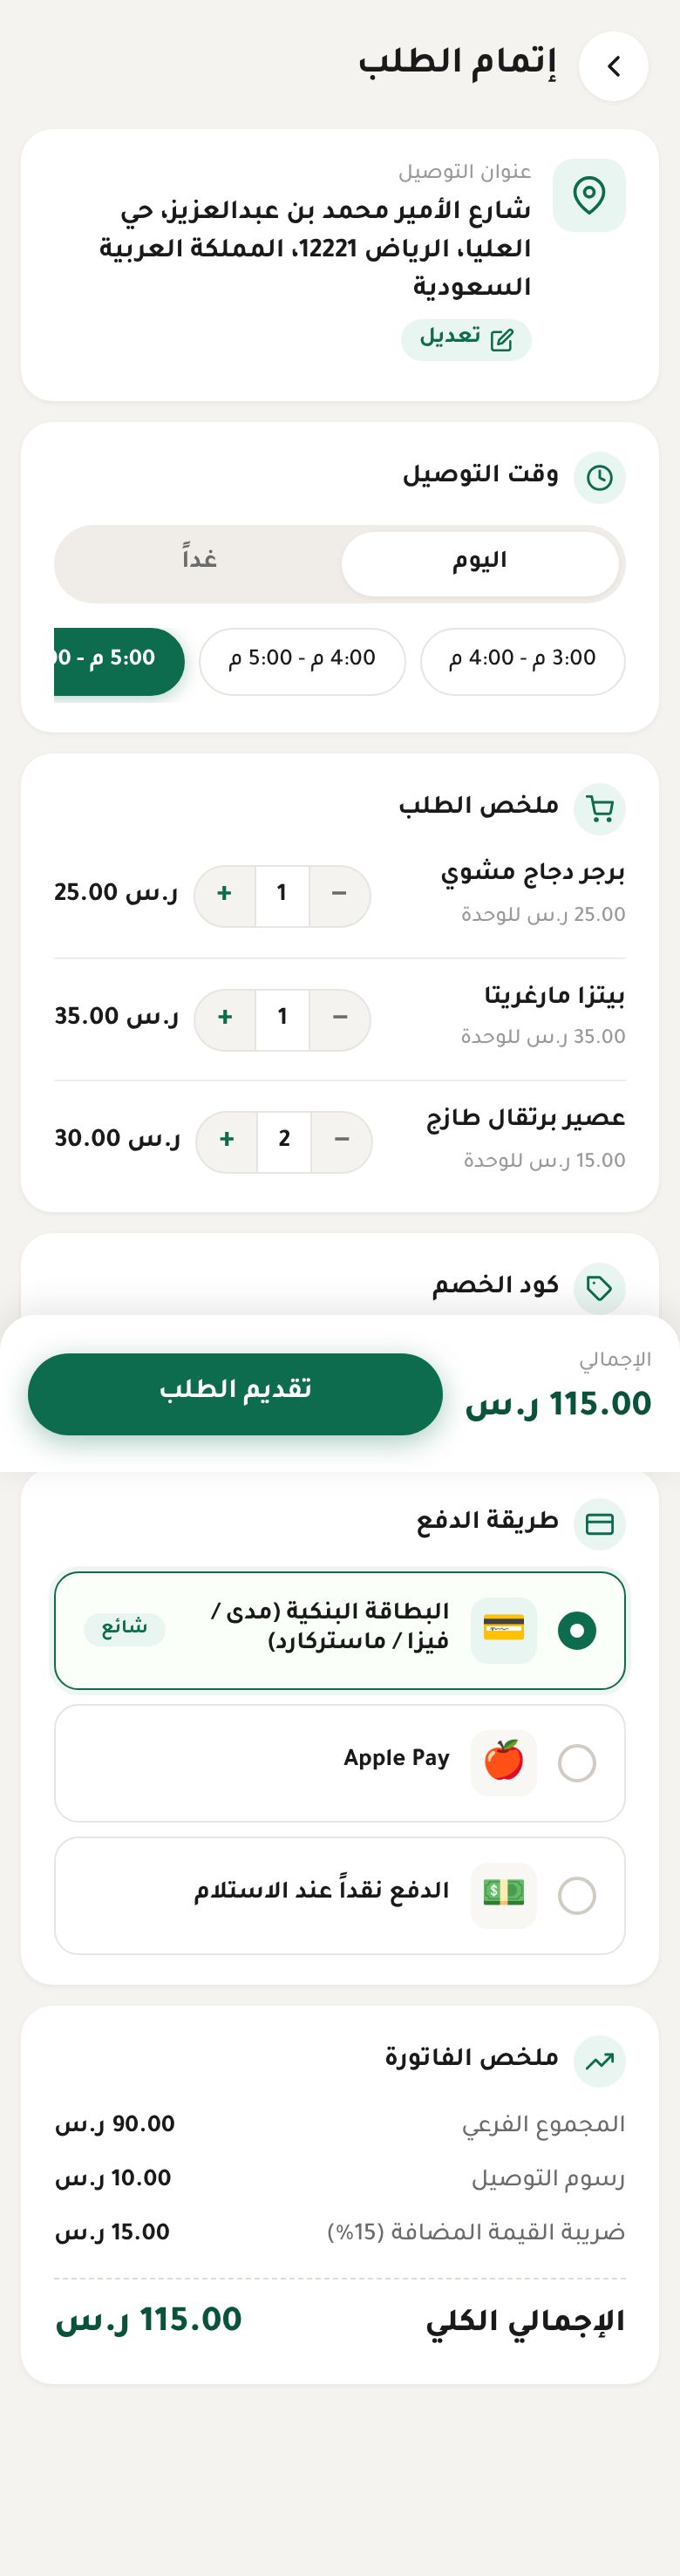 إتمام الطلب
عنوان التوصيل
شارع الأمير محمد بن عبدالعزيز، حي
العليا، الرياض 12221، المملكة العربية
السعودية
تعديل
وقت التوصيل
اليوم
غداً
3:00 م - 4:00 م
4:00 م - 5:00 م
5:00 م -
ملخص الطلب
برجر دجاج مشوي
25.00 ر.س للوحدة
−
1
+
ر.س 25.00
بيتزا مارغريتا
35.00 ر.س للوحدة
−
1
+
ر.س 35.00
عصير برتقال طازج
15.00 ر.س للوحدة
−
2
+
ر.س 30.00
كود الخصم
الإجمالي
115.00 ر.س
تقديم الطلب
طريقة الدفع
البطاقة البنكية (مدى /
فيزا / ماستركارد)
شائع
Apple Pay
الدفع نقداً عند الاستلام
ملخص الفاتورة
المجموع الفرعي
90.00 ر.س
رسوم التوصيل
10.00 ر.س
ضريبة القيمة المضافة (15%)
15.00 ر.س
الإجمالي الكلي
115.00 ر.س